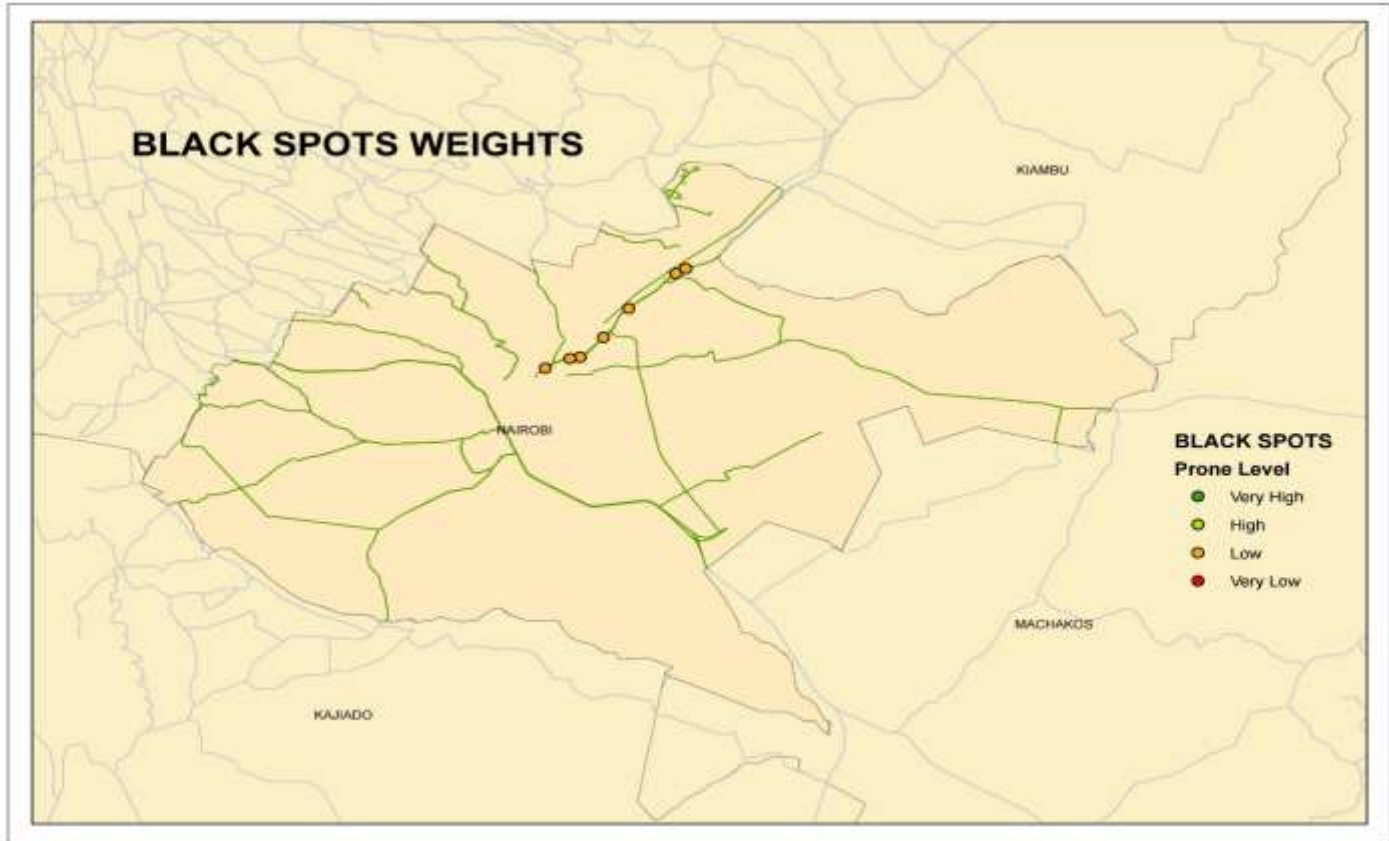 BLACK SPOTS WEIGHTS
KIAMBU
NAIROBI
BLACK SPOTS
Prone Level
Very High
High
Low
Very Low
MACHAKOS
KAJIADO